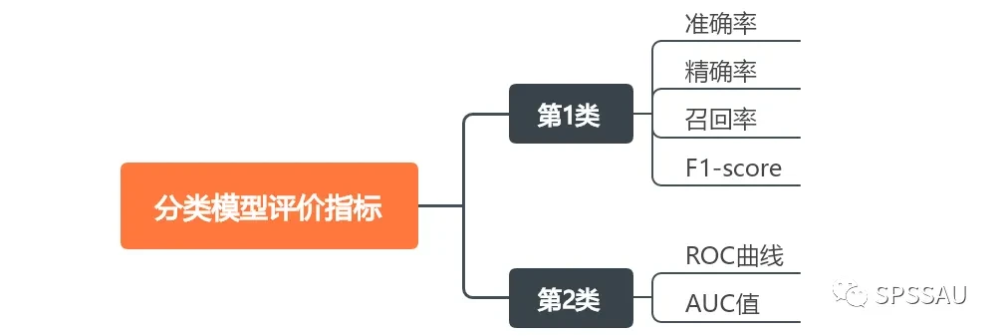 分类模型评价指标
第1类
准确率
精确率
召回率
F1-score
第2类
ROC曲线
AUC值
SPSSAU